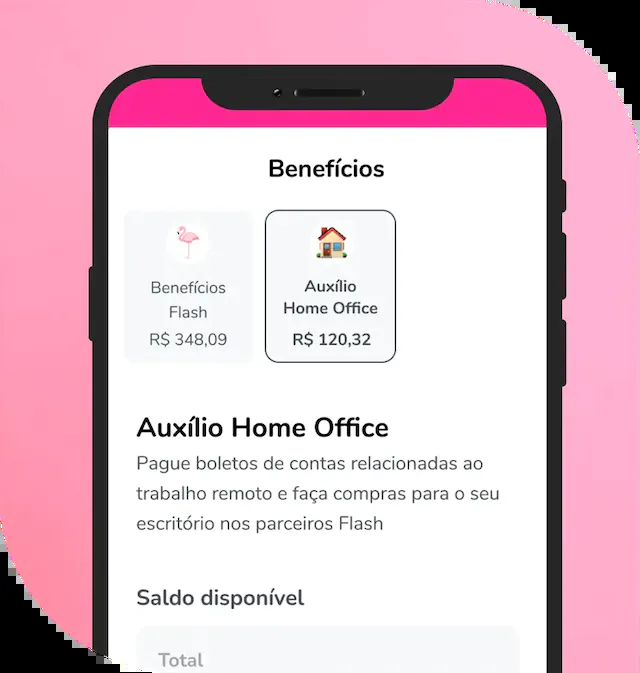 Benefícios
Benefícios
Flash
R$ 348,09
Auxílio
Home Office
R$ 120,32
Auxílio Home Office
Pague boletos de contas relacionadas ao
trabalho remoto e faça compras para o seu
escritório nos parceiros Flash
Saldo disponível
Total